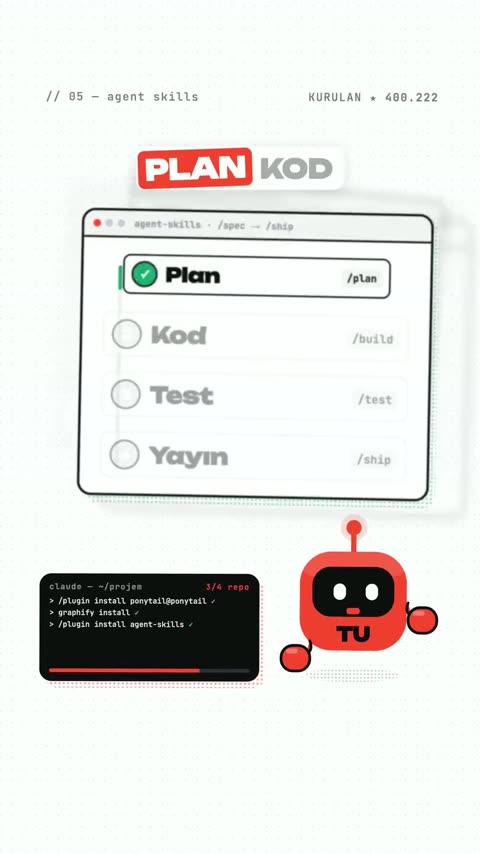 // 05 — agent skills
KURULAN ★ 400.222
PLAN KOD
agent-skills · /spec → /ship
✓ Plan /plan
Kod /build
Test /test
Yayın /ship
claude — ~/projem 3/4 repo
> /plugin install ponytail@ponytail ✓
> graphify install ✓
> /plugin install agent-skills ✓
TU